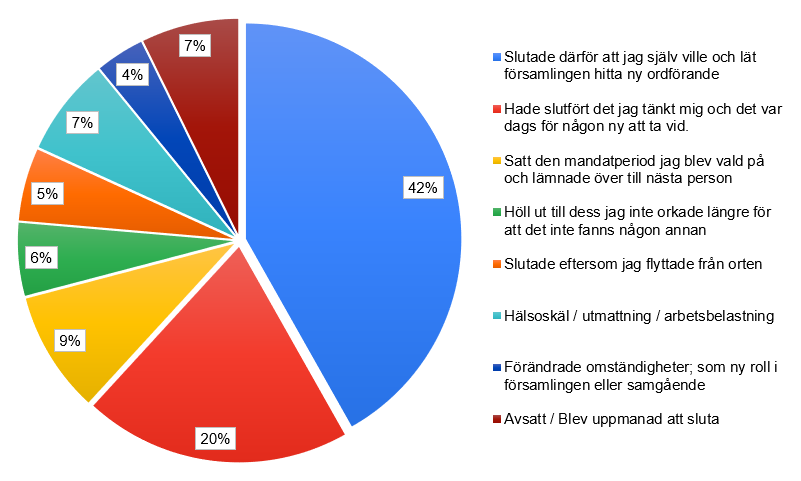 7%
4%
7%
5%
6%
9%
20%
42%
Slutade därför att jag själv ville och lät
församlingen hitta ny ordförande
Hade slutfört det jag tänkt mig och det var
dags för någon ny att ta vid.
Satt den mandatperiod jag blev vald på
och lämnade över till nästa person
Höll ut till dess jag inte orkade längre för
att det inte fanns någon annan
Slutade eftersom jag flyttade från orten
Hälsoskäl / utmattning / arbetsbelastning
Förändrade omständigheter; som ny roll i
församlingen eller samgående
Avsatt / Blev uppmanad att sluta